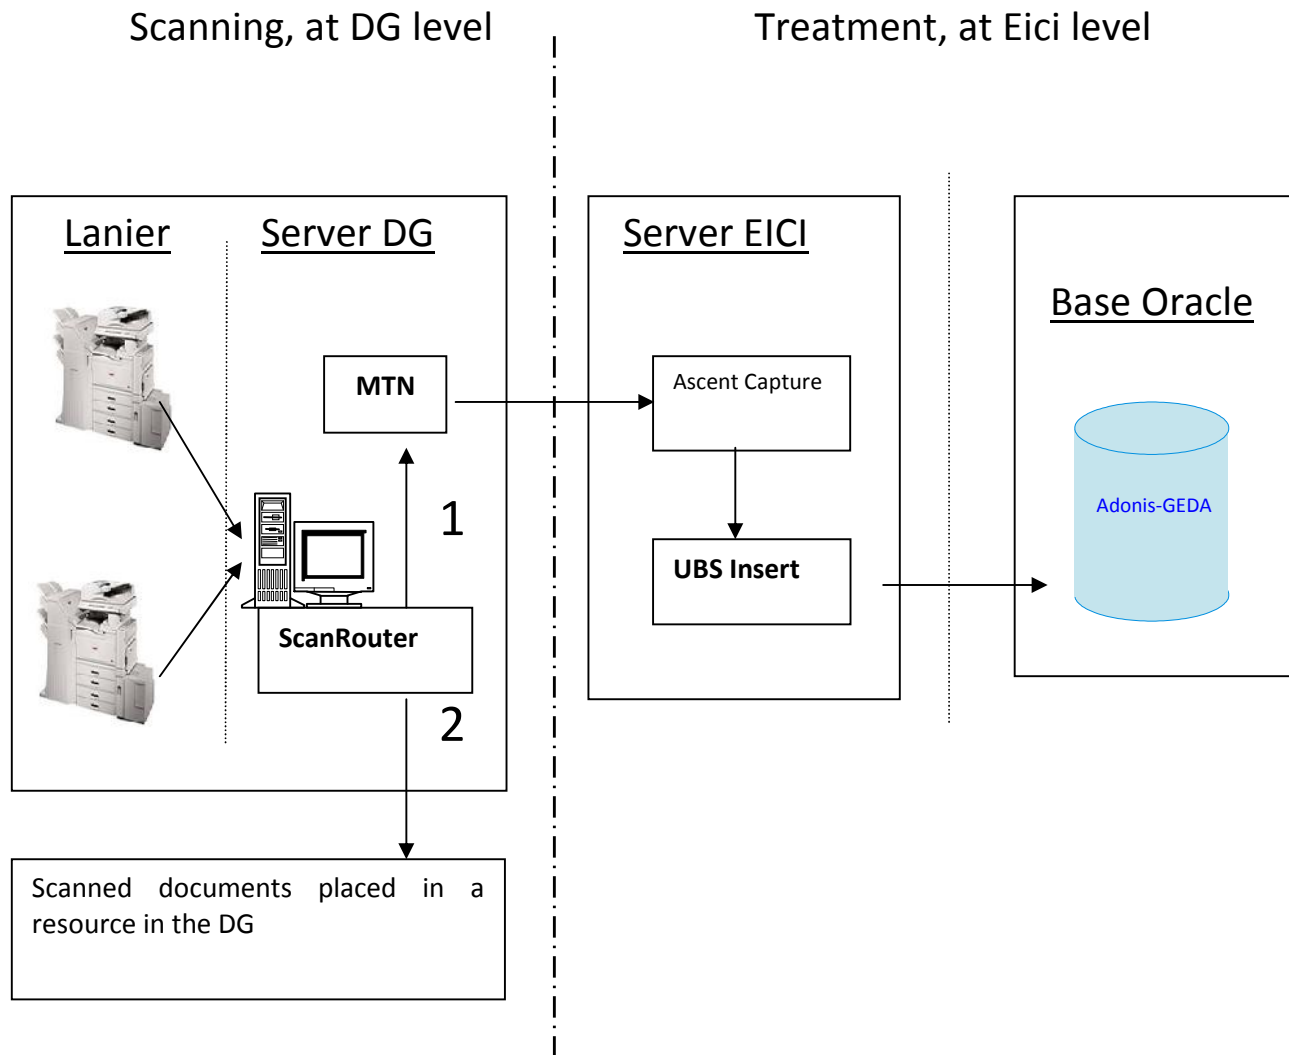 Scanning, at DG level
Treatment, at Eici level
Lanier
Server DG
MTN
1
ScanRouter
2
Scanned documents placed in a
resource in the DG
Server EICI
Ascent Capture
UBS Insert
Base Oracle
Adonis-GEDA